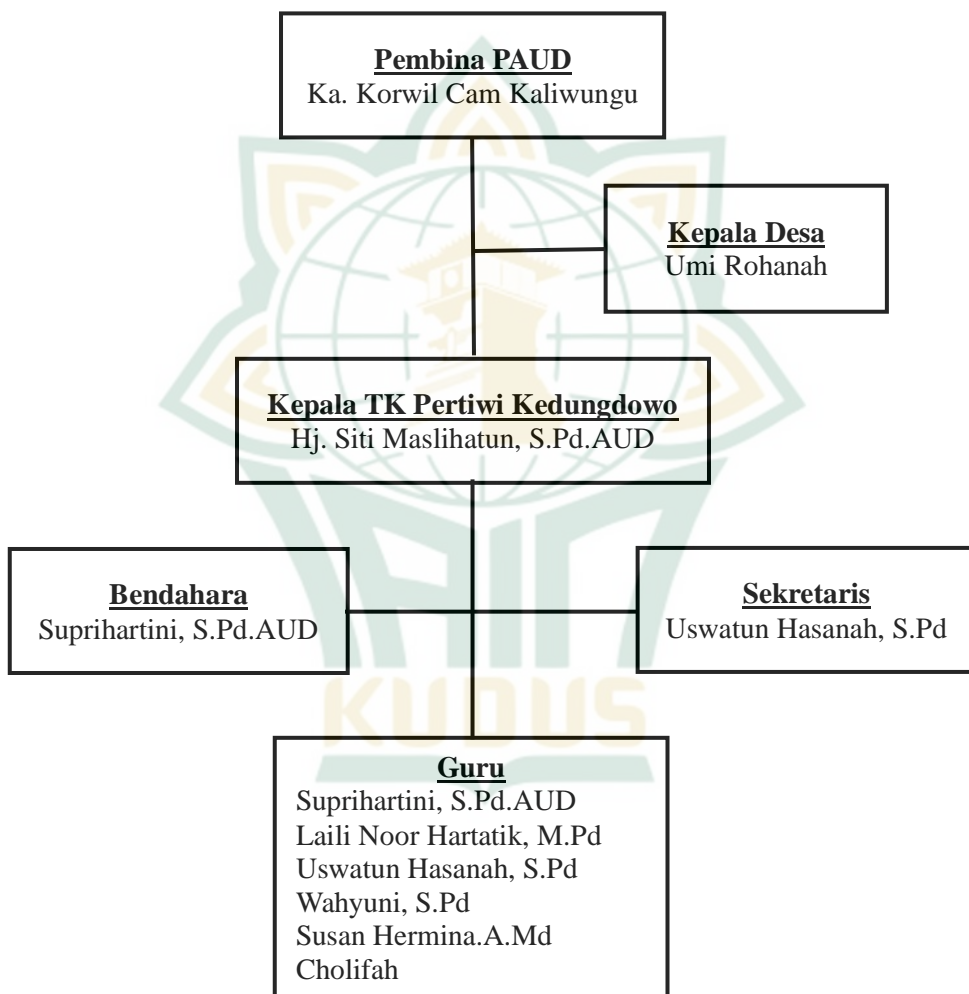 Pembina PAUD
Ka. Korwil Cam Kaliwungu
Kepala Desa
Umi Rohanah
Kepala TK Pertiwi Kedungdowo
Hj. Siti Maslihatun, S.Pd.AUD
Bendahara
Suprihartini, S.Pd.AUD
Sekretaris
Uswatun Hasanah, S.Pd
IAIN
KUDUS
Guru
Suprihartini, S.Pd.AUD
Laili Noor Hartatik, M.Pd
Uswatun Hasanah, S.Pd
Wahyuni, S.Pd
Susan Hermina.A.Md
Cholifah